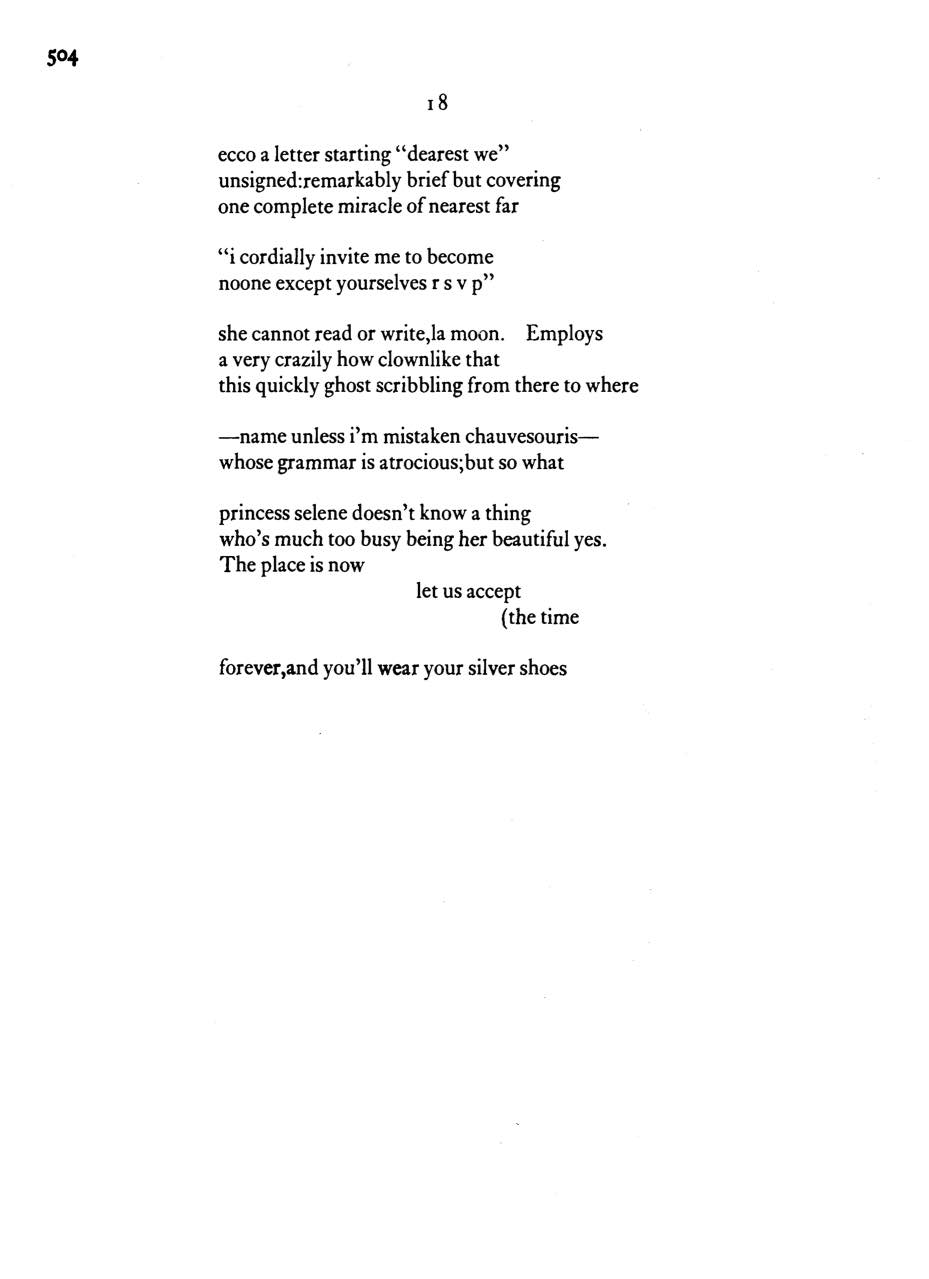 504
18
ecco a letter starting “dearest we”
unsigned:remarkably brief but covering
one complete miracle of nearest far
“i cordially invite me to become
noone except yourselves r s v p”
she cannot read or write,la moon. Employs
a very crazily how clownlike that
this quickly ghost scribbling from there to where
—name unless i’m mistaken chauvesouris—
whose grammar is atrocious;but so what
princess selene doesn’t know a thing
who’s much too busy being her beautiful yes.
The place is now
let us accept
(the time
forever,and you’ll wear your silver shoes